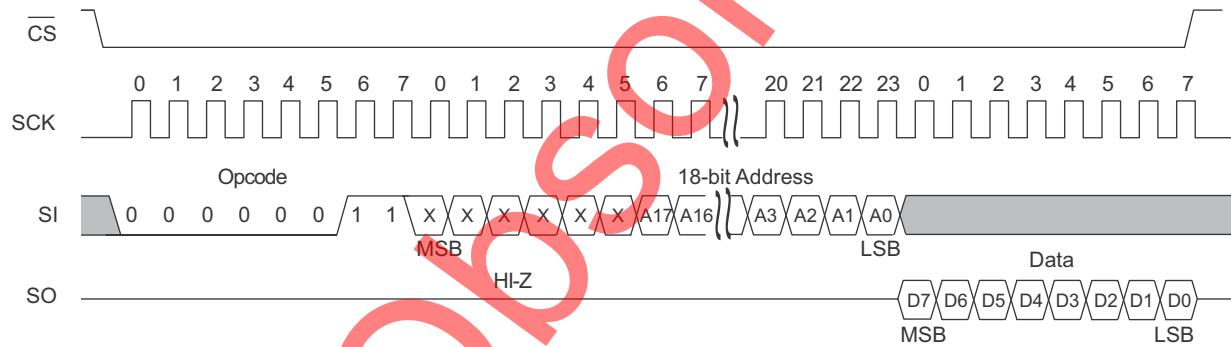 CS
0 1 2 3 4 5 6 7 0 1 2 3 4 5 6 7 20 21 22 23 0 1 2 3 4 5 6 7
SCK
Opcode 18-bit Address
SI 0 0 0 0 0 0 1 1 X X X X X X A17 A16 A3 A2 A1 A0
MSB LSB
HI-Z Data
SO D7 D6 D5 D4 D3 D2 D1 D0
MSB LSB
Obsol